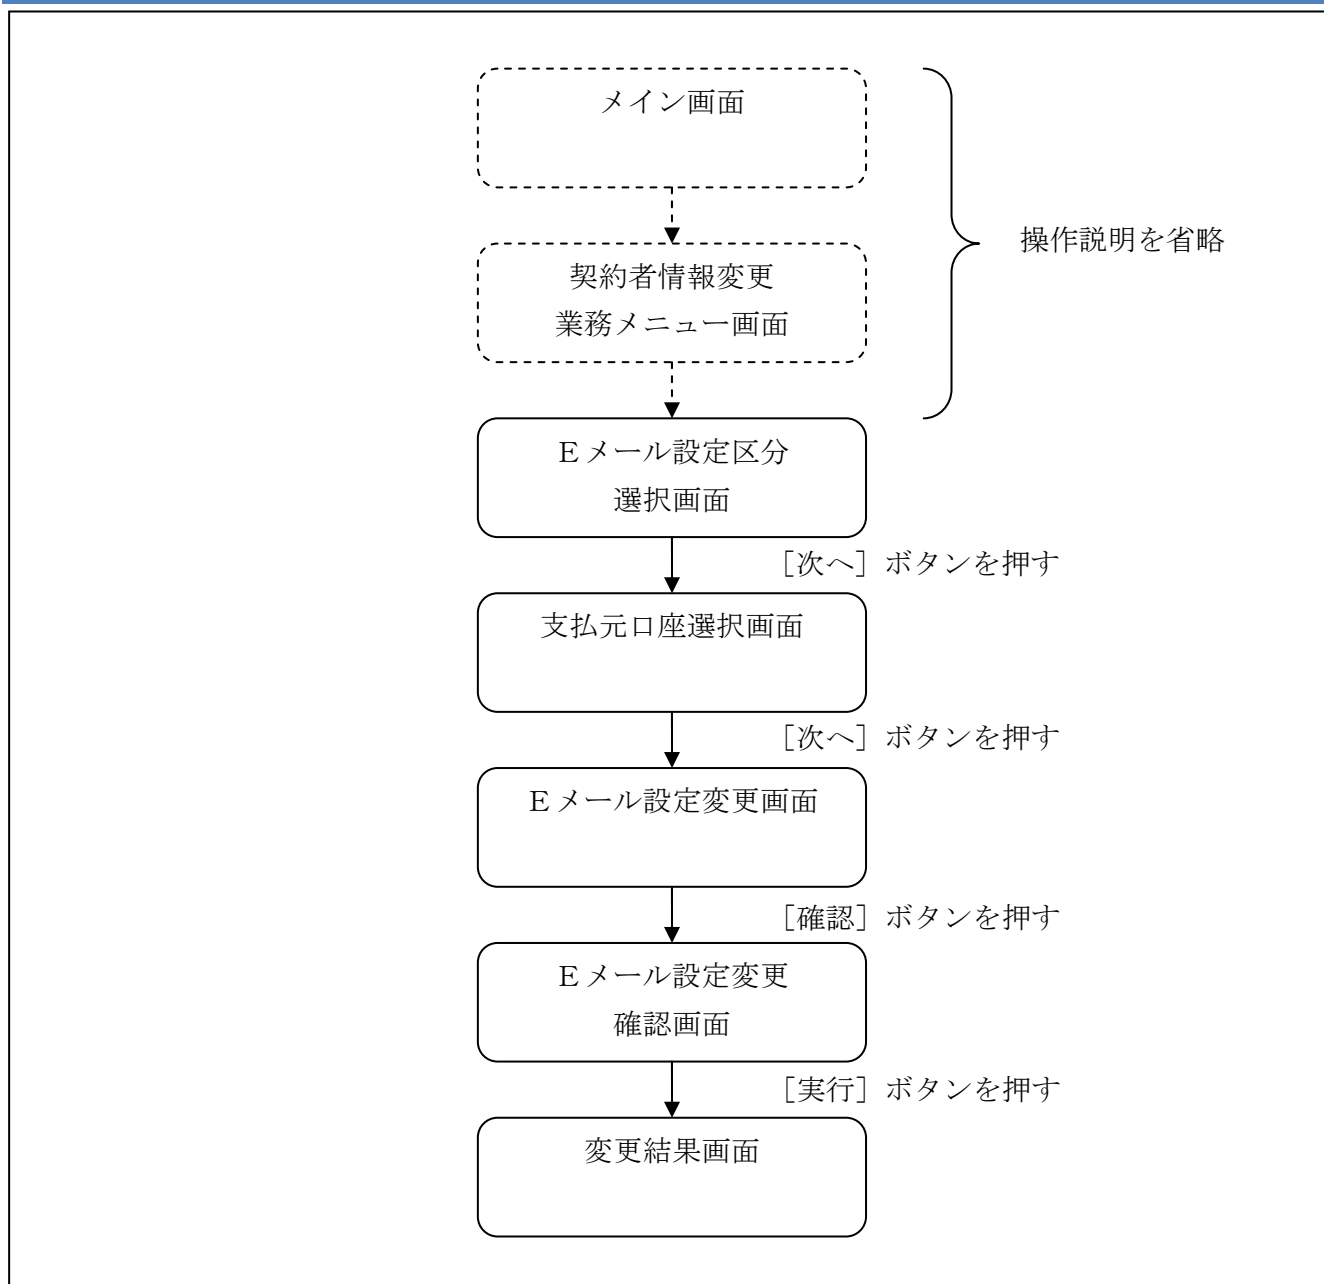 メイン画面
操作説明を省略
契約者情報変更
業務メニュー画面
Eメール設定区分
選択画面
［次へ］ボタンを押す
支払元口座選択画面
［次へ］ボタンを押す
Eメール設定変更画面
［確認］ボタンを押す
Eメール設定変更
確認画面
［実行］ボタンを押す
変更結果画面